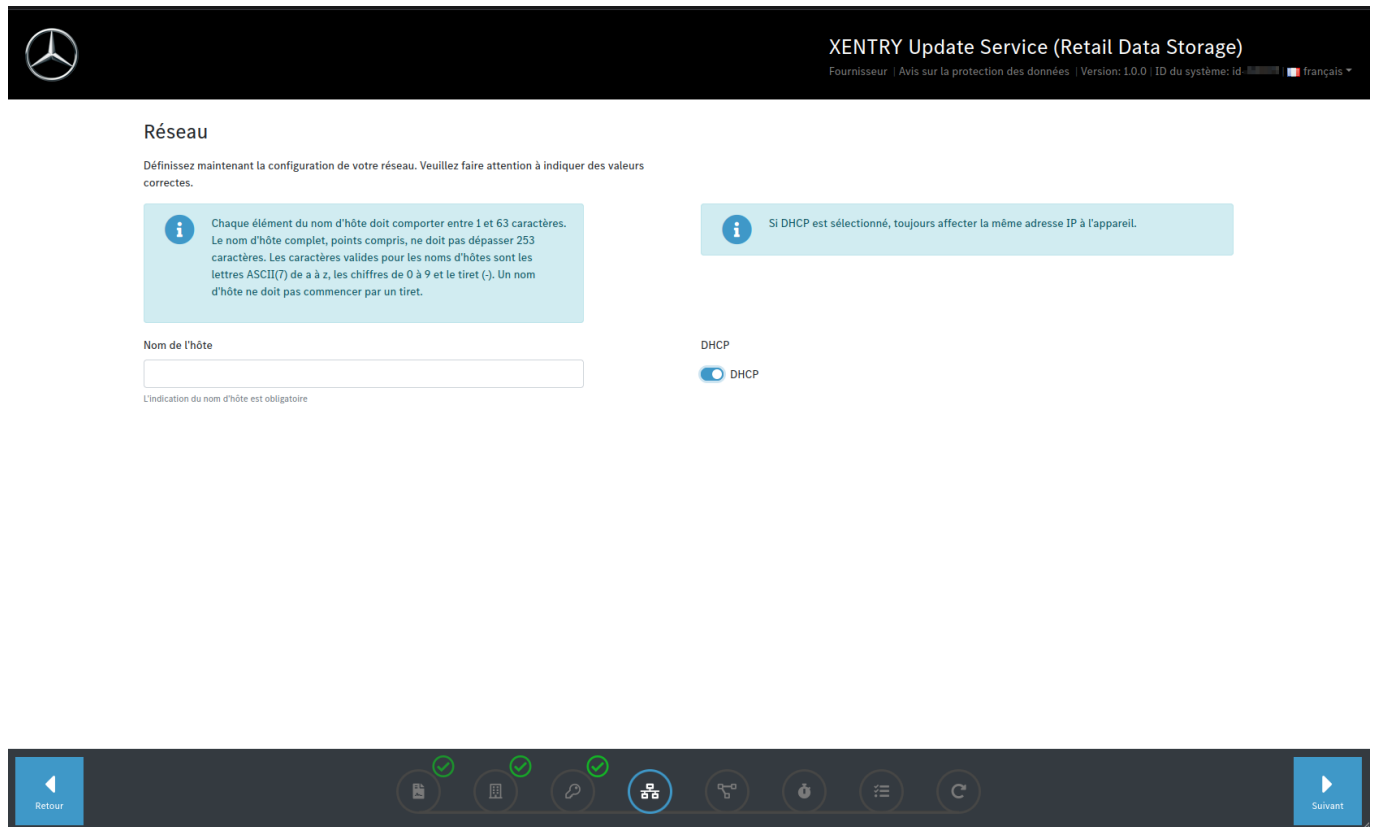 XENTRY Update Service (Retail Data Storage)
Fournisseur | Avis sur la protection des données | Version: 1.0.0 | ID du système: id- | français
Réseau
Définissez maintenant la configuration de votre réseau. Veuillez faire attention à indiquer des valeurs
correctes.
Chaque élément du nom d'hôte doit comporter entre 1 et 63 caractères.
Le nom d'hôte complet, points compris, ne doit pas dépasser 253
caractères. Les caractères valides pour les noms d'hôtes sont les
lettres ASCII(7) de a à z, les chiffres de 0 à 9 et le tiret (-). Un nom
d'hôte ne doit pas commencer par un tiret.
Si DHCP est sélectionné, toujours affecter la même adresse IP à l'appareil.
Nom de l'hôte
L'indication du nom d'hôte est obligatoire
DHCP
DHCP
Retour
Suivant